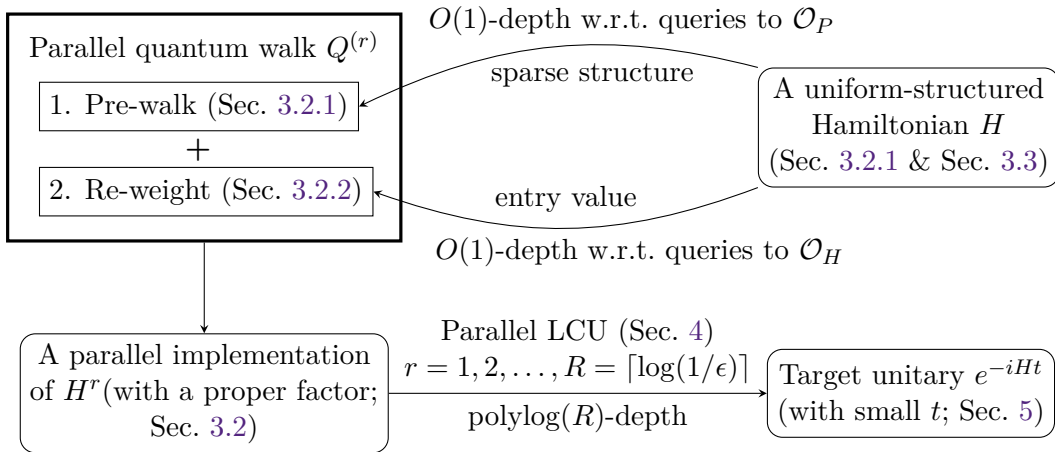 O(1)-depth w.r.t. queries to 𝒪_P
Parallel quantum walk Q^(r)
sparse structure
1. Pre-walk (Sec. 3.2.1)
+
2. Re-weight (Sec. 3.2.2)
A uniform-structured
Hamiltonian H
(Sec. 3.2.1 & Sec. 3.3)
entry value
O(1)-depth w.r.t. queries to 𝒪_H
A parallel implementation
of H^r(with a proper factor;
Sec. 3.2)
Parallel LCU (Sec. 4)
r = 1, 2, . . . , R = ⌈log(1/ϵ)⌉
polylog(R)-depth
Target unitary e^{−iHt}
(with small t; Sec. 5)